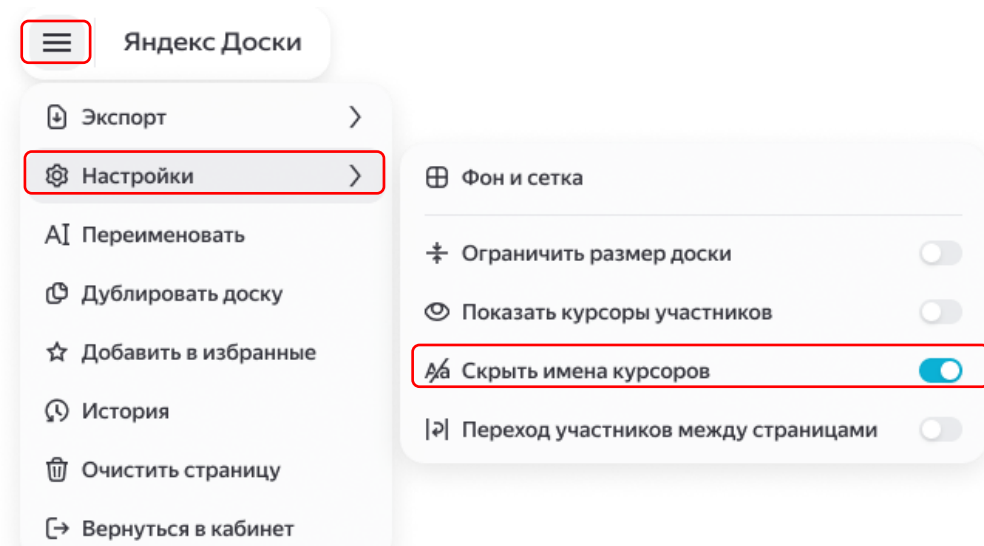 Яндекс Доски
Экспорт
Настройки
Переименовать
Дублировать доску
Добавить в избранные
История
Очистить страницу
Вернуться в кабинет
Фон и сетка
Ограничить размер доски
Показать курсоры участников
Скрыть имена курсоров
Переход участников между страницами